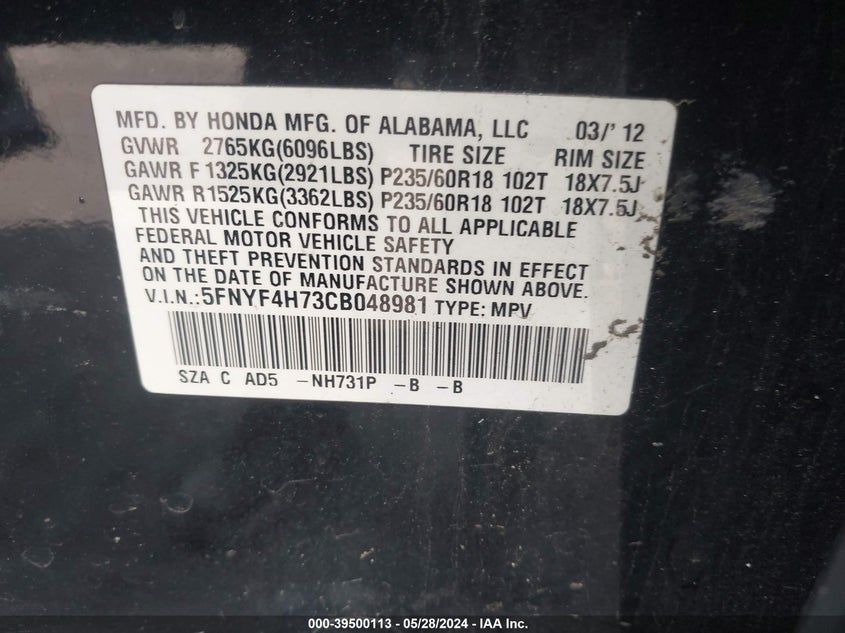 MFD. BY HONDA MFG. OF ALABAMA, LLC 03/' 12
GVWR 2765KG(6096LBS) TIRE SIZE RIM SIZE
GAWR F 1325KG(2921LBS) P235/60R18 102T 18X7.5J
GAWR R1525KG(3362LBS) P235/60R18 102T 18X7.5J
THIS VEHICLE CONFORMS TO ALL APPLICABLE
FEDERAL MOTOR VEHICLE SAFETY
AND THEFT PREVENTION STANDARDS IN EFFECT
ON THE DATE OF MANUFACTURE SHOWN ABOVE.
V.I.N.:5FNYF4H73CB048981 TYPE: MPV
SZA C AD5 -NH731P -B -B
000-39500113 - 05/28/2024 - IAA Inc.